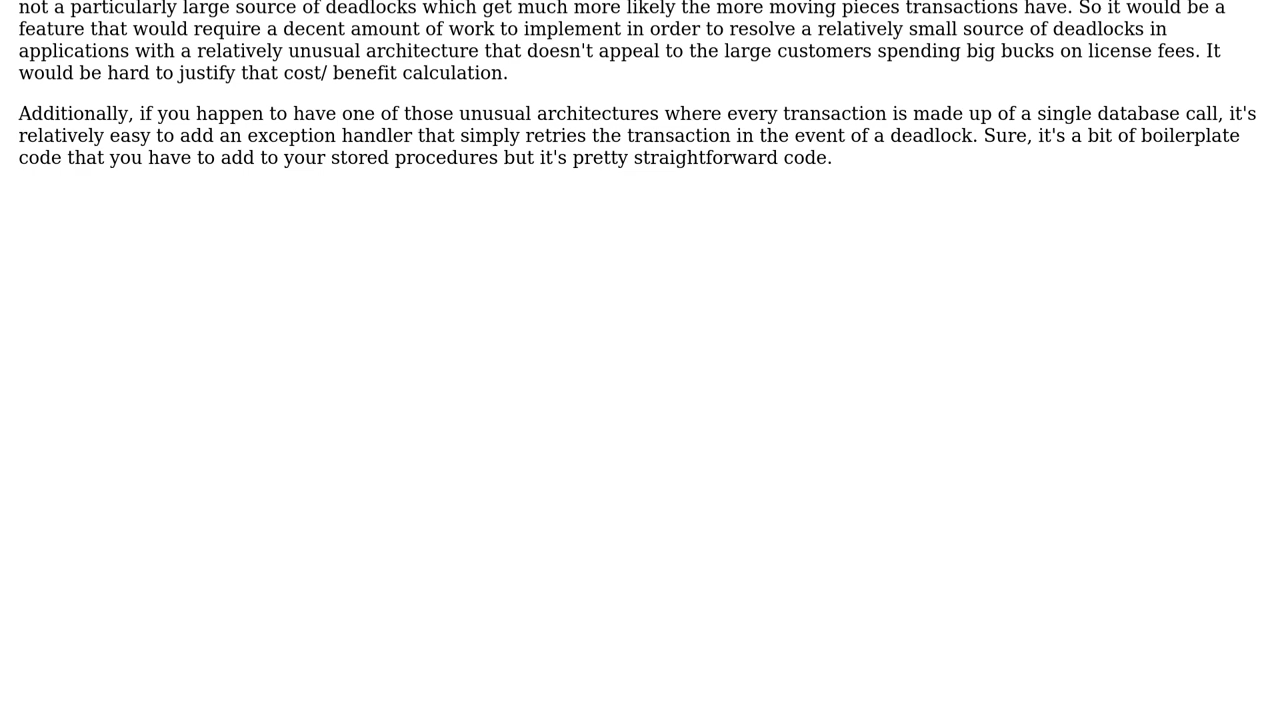 not a particularly large source of deadlocks which get much more likely the more moving pieces transactions have. So it would be a
feature that would require a decent amount of work to implement in order to resolve a relatively small source of deadlocks in
applications with a relatively unusual architecture that doesn't appeal to the large customers spending big bucks on license fees. It
would be hard to justify that cost/ benefit calculation.
Additionally, if you happen to have one of those unusual architectures where every transaction is made up of a single database call, it's
relatively easy to add an exception handler that simply retries the transaction in the event of a deadlock. Sure, it's a bit of boilerplate
code that you have to add to your stored procedures but it's pretty straightforward code.